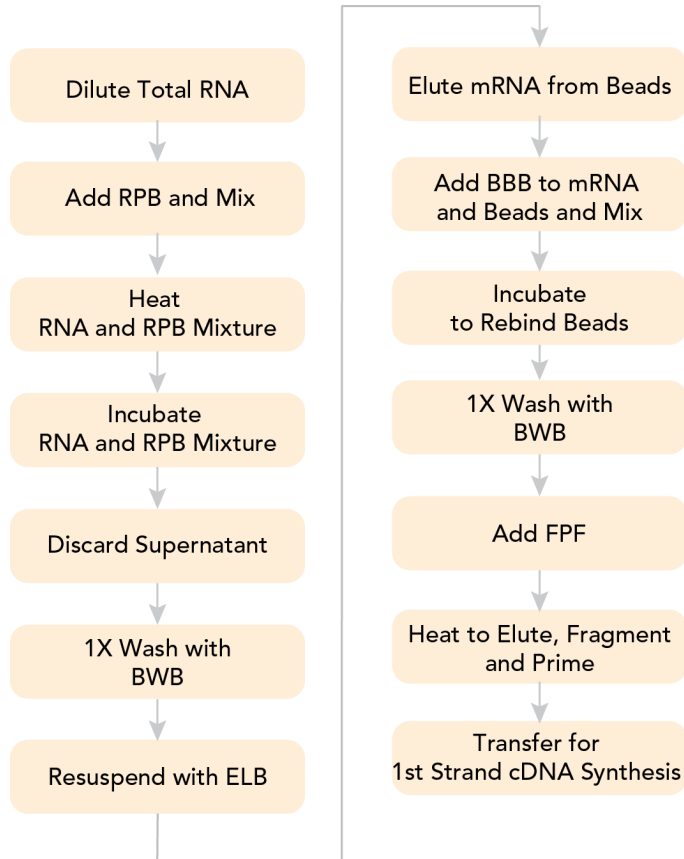 Dilute Total RNA
Add RPB and Mix
Heat
RNA and RPB Mixture
Incubate
RNA and RPB Mixture
Discard Supernatant
1X Wash with
BWB
Resuspend with ELB
Elute mRNA from Beads
Add BBB to mRNA
and Beads and Mix
Incubate
to Rebind Beads
1X Wash with
BWB
Add FPF
Heat to Elute, Fragment
and Prime
Transfer for
1st Strand cDNA Synthesis